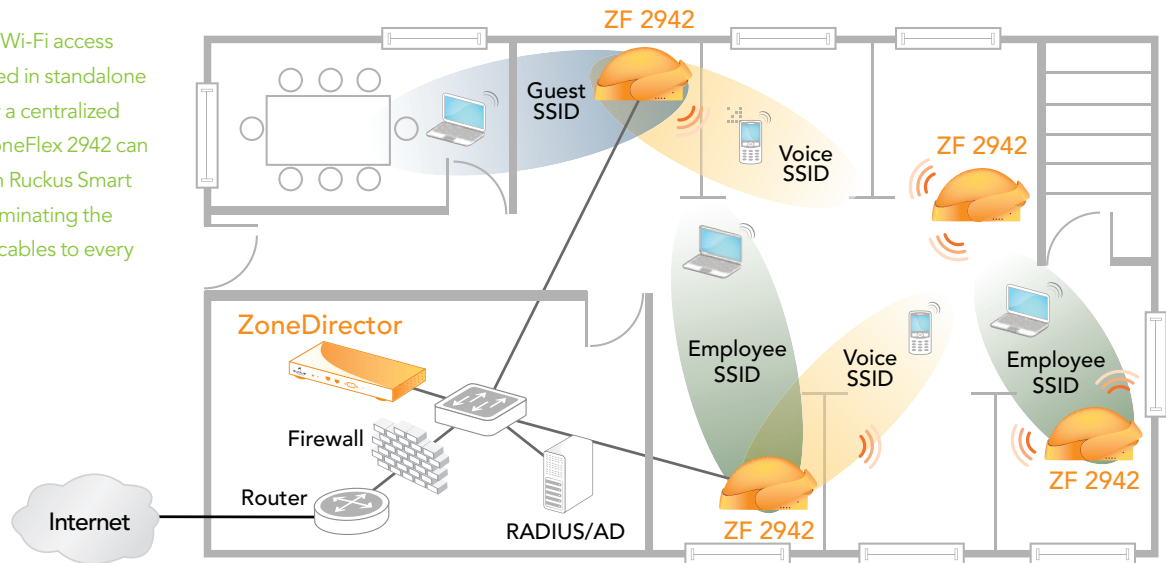 Wi-Fi access
ed in standalone
a centralized
oneFlex 2942 can
Ruckus Smart
minating the
cables to every
ZF 2942
Guest
SSID
Voice
SSID
ZF 2942
ZoneDirector
Employee
SSID
Voice
SSID
Employee
SSID
Firewall
Router
Internet
RADIUS/AD
ZF 2942
ZF 2942